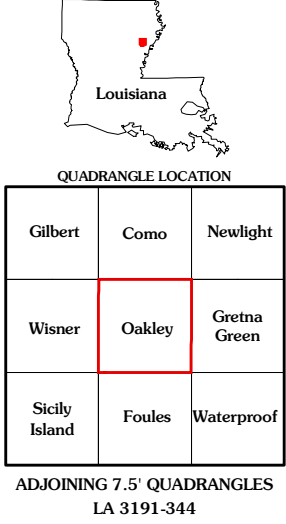 Louisiana
QUADRANGLE LOCATION
Gilbert
Como
Newlight
Wisner
Oakley
Gretna
Green
Sicily
Island
Foules
Waterproof
ADJOINING 7.5' QUADRANGLES
LA 3191-344